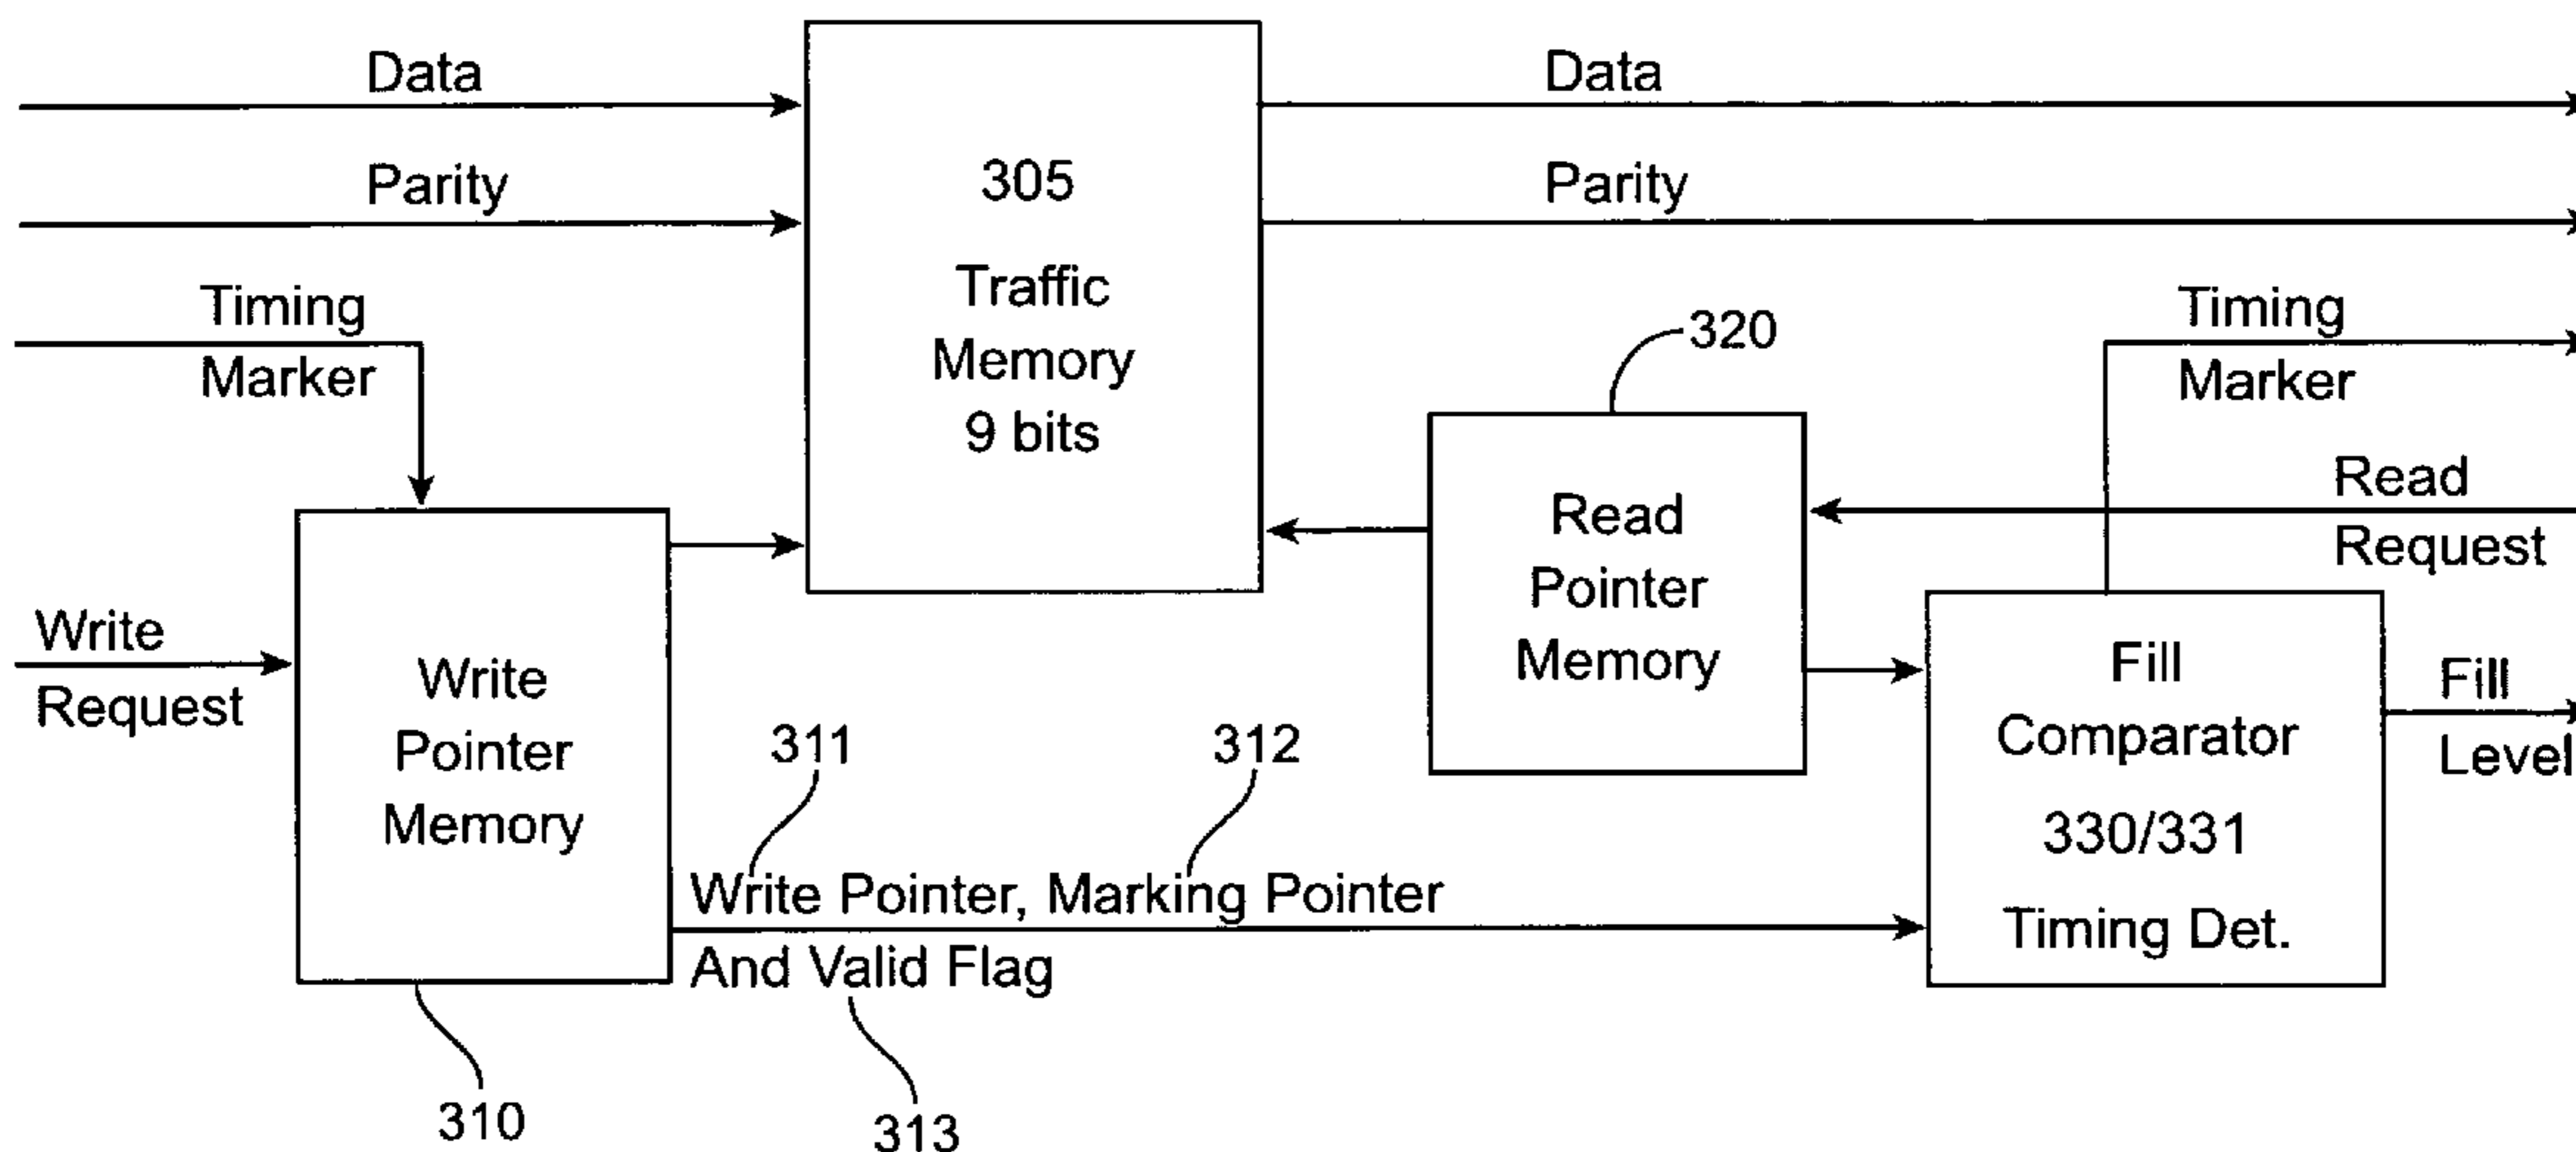 Data
Parity
Timing
Marker
Write
Request
305
Traffic
Memory
9 bits
Data
Parity
320
Timing
Marker
Read
Request
Read
Pointer
Memory
Write
Pointer
Memory
310
311
312
Write Pointer, Marking Pointer
And Valid Flag
313
Fill
Comparator
330/331
Timing Det.
Fill
Level